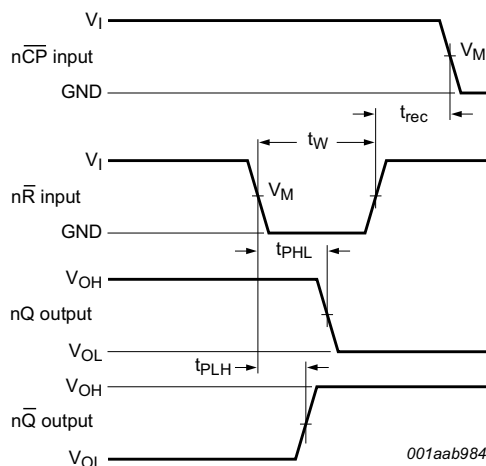 V_I
nC̅P̅ input
V_M
GND
t_rec
t_W
V_I
nR̅ input
V_M
GND
t_PHL
V_OH
nQ output
V_OL
t_PLH
V_OH
nQ̅ output
V_OL
001aab984